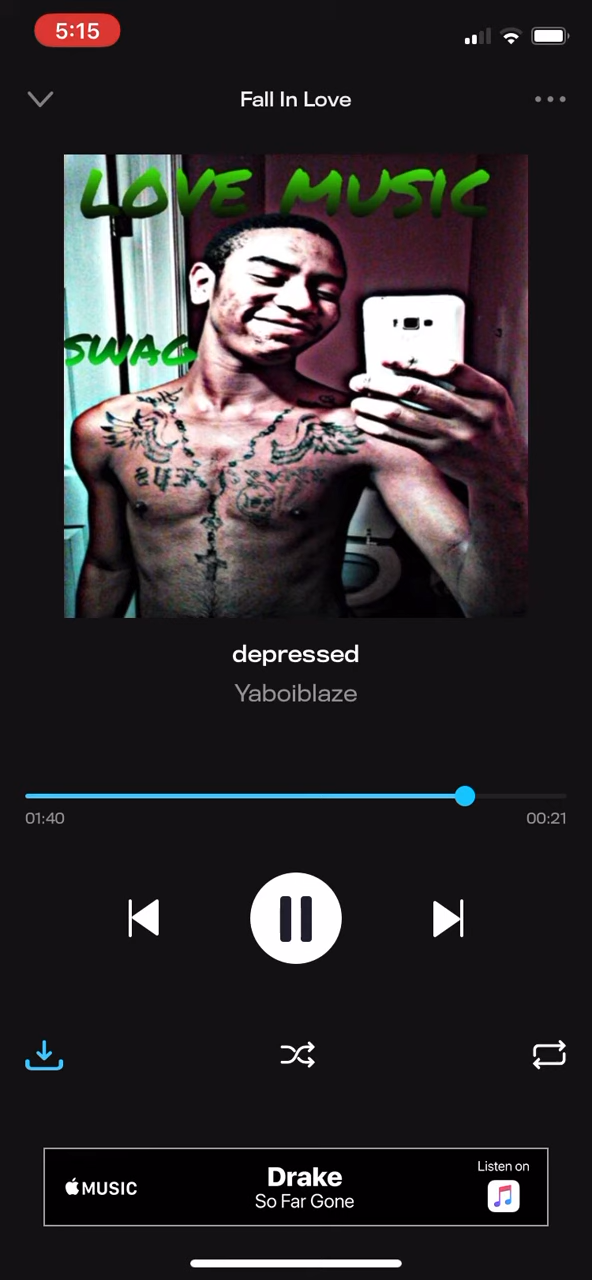 5:15
Fall In Love
LOVE MUSIC
SWAG
depressed
Yaboiblaze
01:40
00:21
MUSIC
Drake
So Far Gone
Listen on